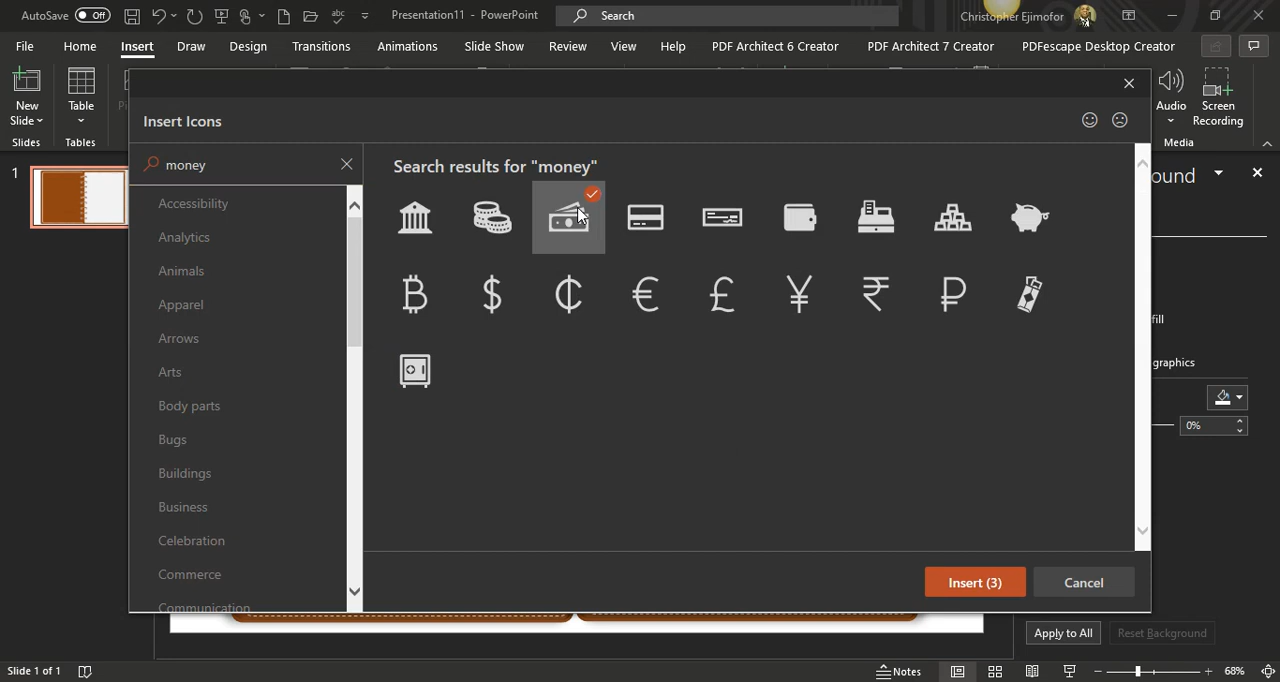 AutoSave Off abc Presentation11 - PowerPoint Search Christopher Ejimofor
File Home Insert Draw Design Transitions Animations Slide Show Review View Help PDF Architect 6 Creator PDF Architect 7 Creator PDFescape Desktop Creator
New Slide
Table
Audio
Screen Recording
Slides Tables Media
Insert Icons
money
Search results for "money"
1
ound
Accessibility
Analytics
Animals
Apparel
Arrows
Arts
Body parts
Bugs
Buildings
Business
Celebration
Commerce
Communication
fill
graphics
0%
Insert (3) Cancel
Apply to All Reset Background
Slide 1 of 1 Notes 68%